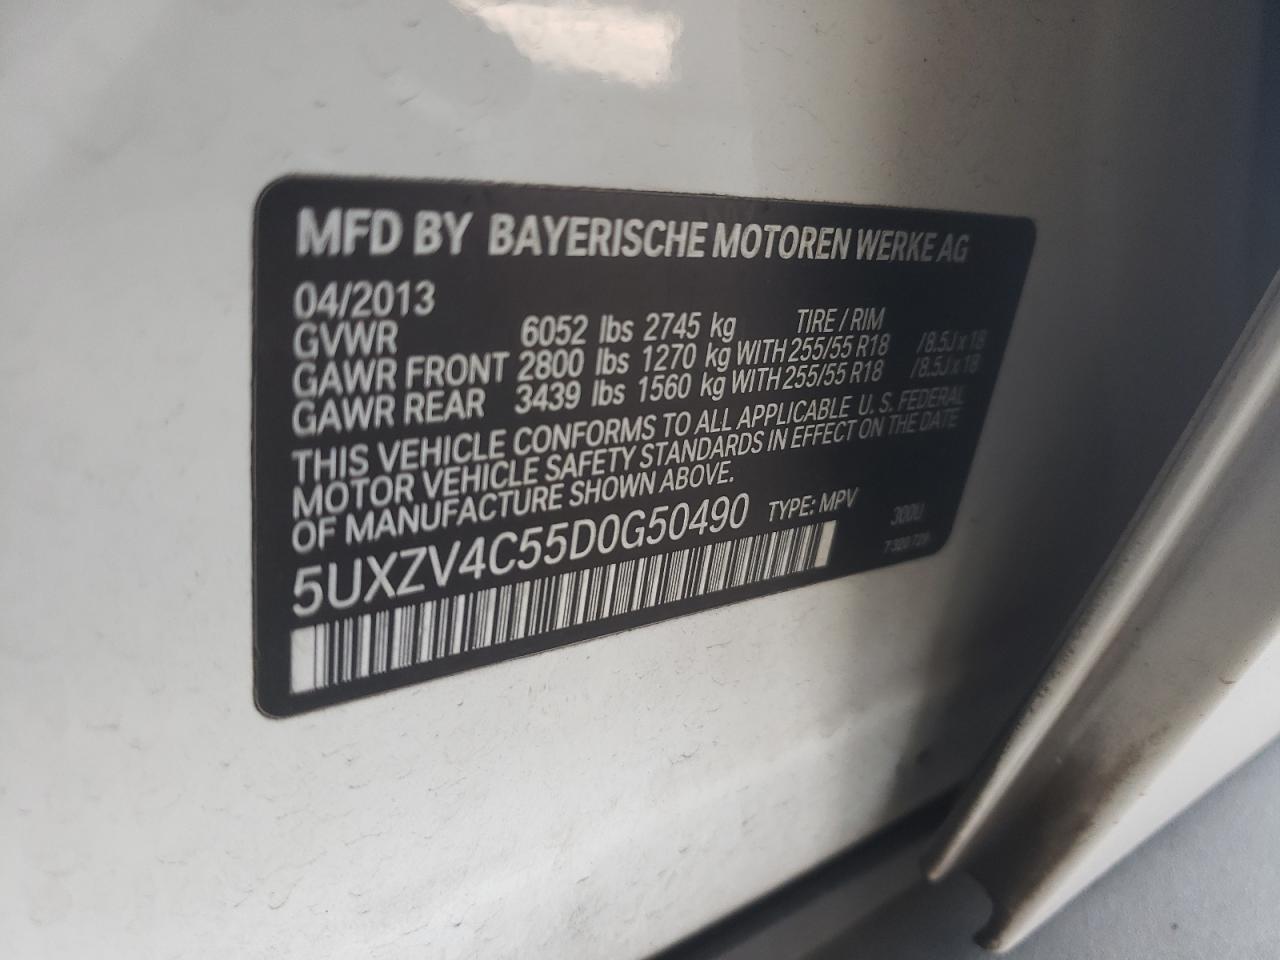 MFD BY BAYERISCHE MOTOREN WERKE AG
04/2013
GVWR 6052 lbs 2745 kg TIRE / RIM
GAWR FRONT 2800 lbs 1270 kg WITH 255/55 R18 /8.5J x 18
GAWR REAR 3439 lbs 1560 kg WITH 255/55 R18 /8.5J x 18
THIS VEHICLE CONFORMS TO ALL APPLICABLE U. S. FEDERAL
MOTOR VEHICLE SAFETY STANDARDS IN EFFECT ON THE DATE
OF MANUFACTURE SHOWN ABOVE.
5UXZV4C55D0G50490 TYPE: MPV 300U